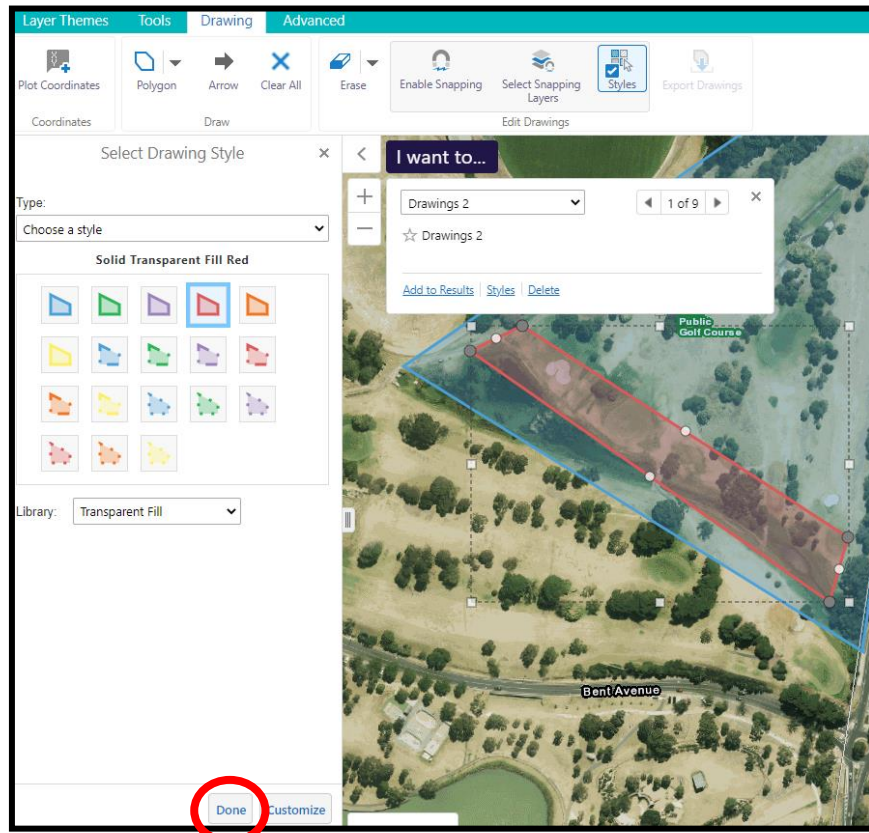 Layer Themes Tools Drawing Advanced
Plot Coordinates Polygon Arrow Clear All Erase Enable Snapping Select Snapping Styles Export Drawings
Layers
Coordinates Draw Edit Drawings
Select Drawing Style
I want to...
Type:
Choose a style
Drawings 2 1 of 9
Drawings 2
Solid Transparent Fill Red
Add to Results Styles Delete
Public
Golf Course
Library: Transparent Fill
Bent Avenue
Done Customize